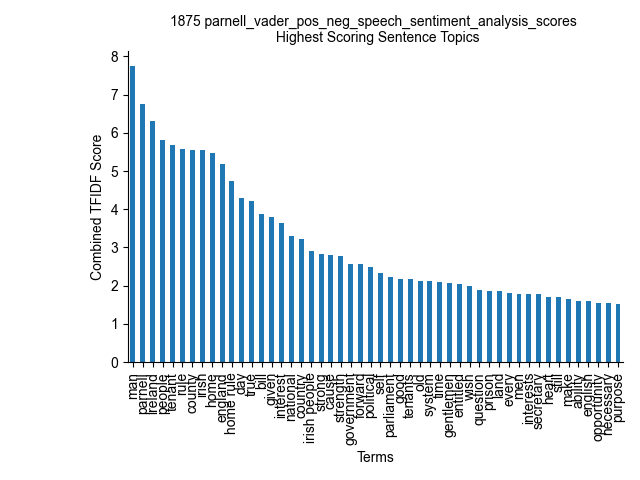 1875 parnell_vader_pos_neg_speech_sentiment_analysis_scores
Highest Scoring Sentence Topics
8
7
6
5
4
3
2
1
0
Combined TFIDF Score
man
parnell
ireland
people
tenant
rule
county
irish
home
england
home rule
day
true
bill
given
interest
national
country
irish people
strong
cause
strength
government
forward
political
self
parliament
good
tenants
old
system
time
gentlemen
entitled
wish
question
prison
land
every
men
interests
secretary
heart
still
make
ability
english
opportunity
necessary
purpose
Terms